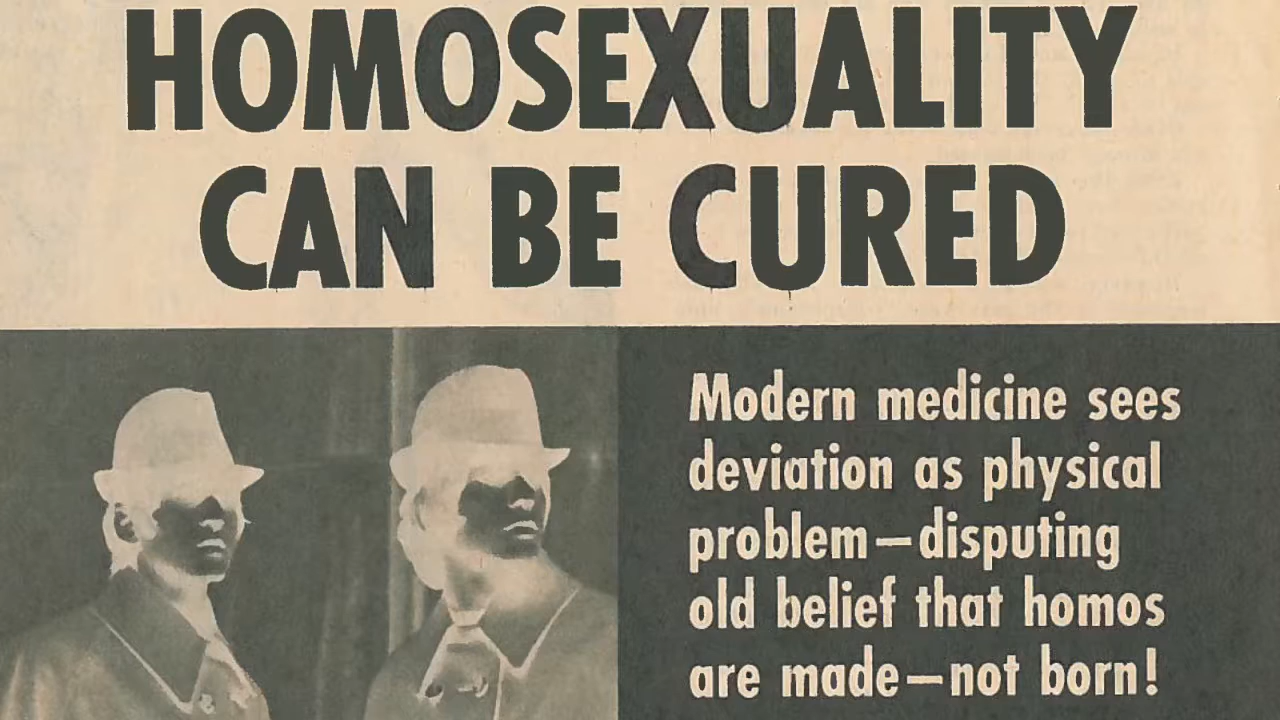 HOMOSEXUALITY
CAN BE CURED
Modern medicine sees
deviation as physical
problem—disputing
old belief that homos
are made—not born!